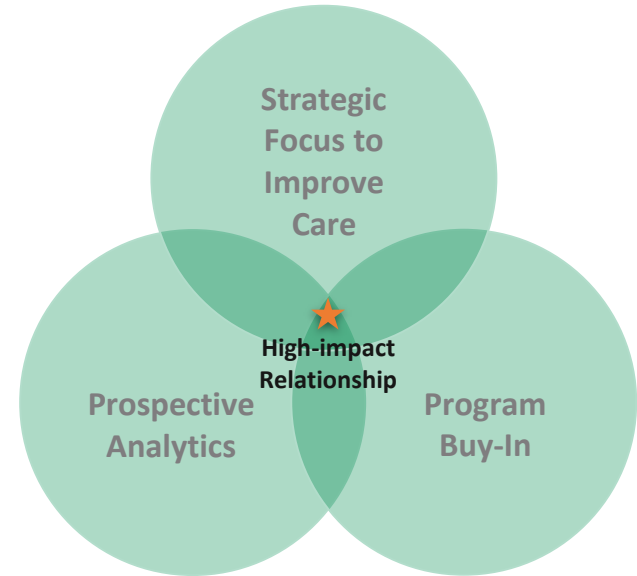 Strategic
Focus to
Improve
Care
High-impact
Relationship
Prospective
Analytics
Program
Buy-In